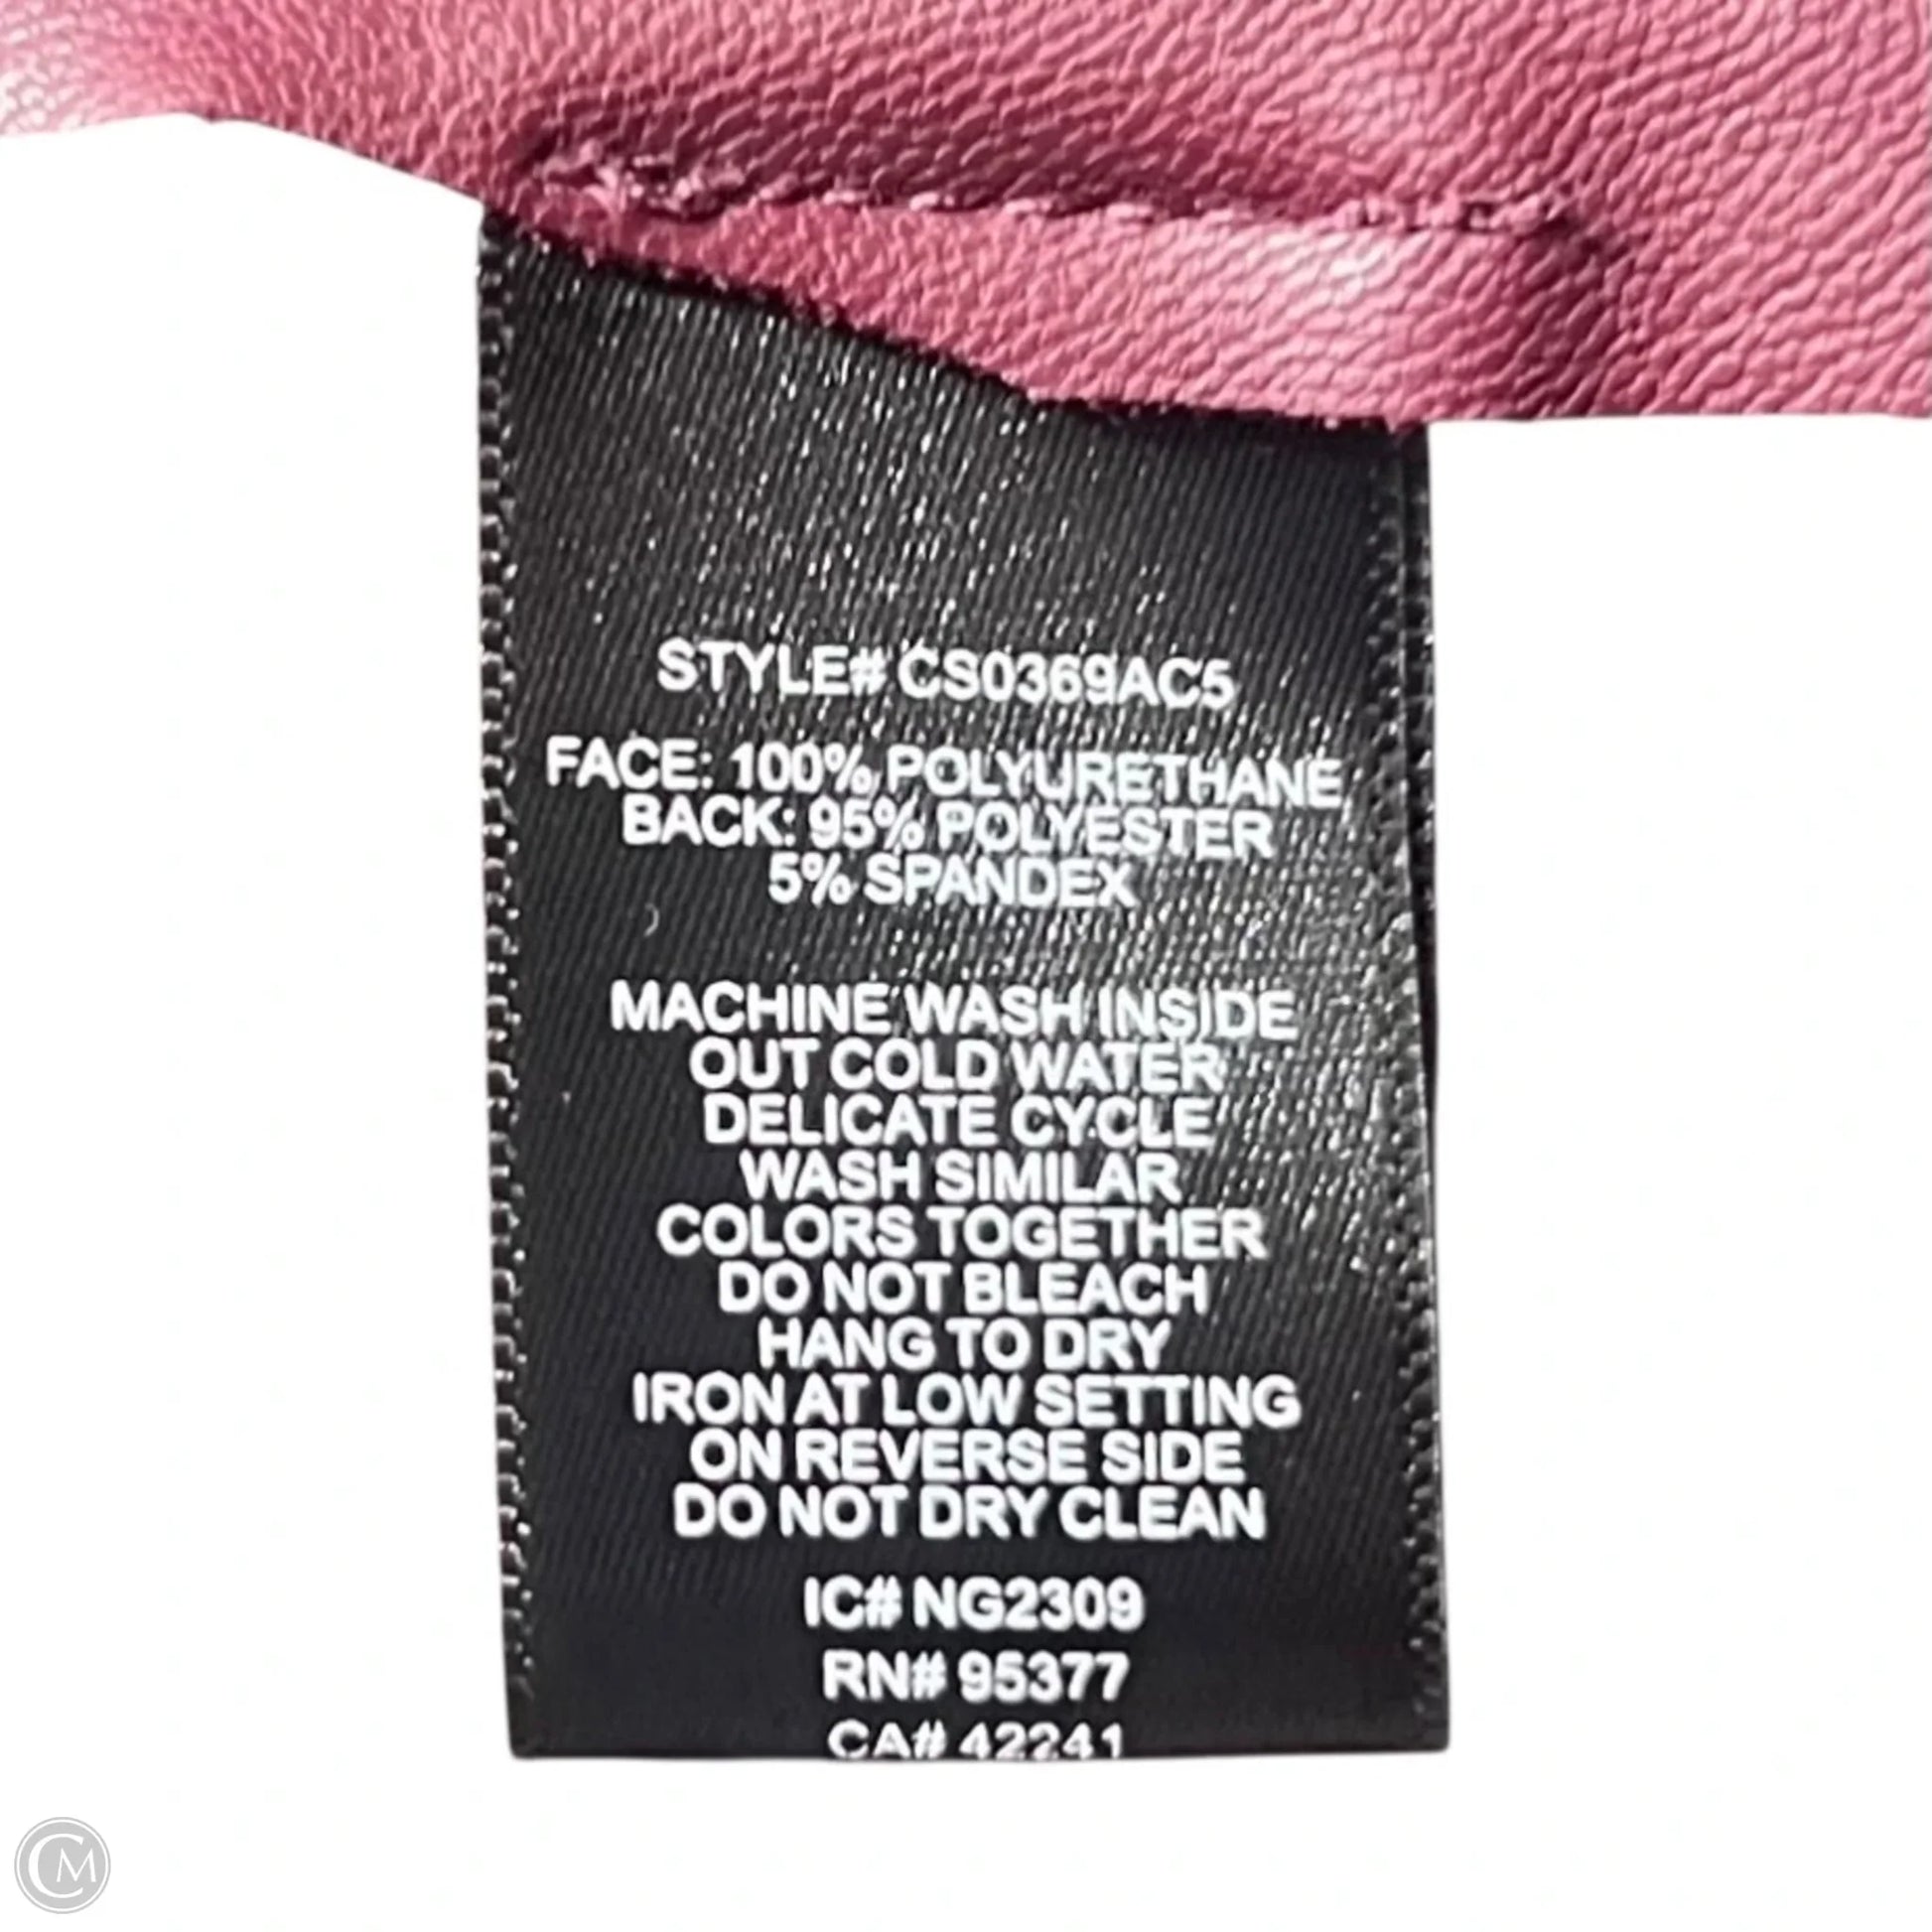 STYLE# CS0369AC5
FACE: 100% POLYURETHANE
BACK: 95% POLYESTER
5% SPANDEX
MACHINE WASH INSIDE
OUT COLD WATER
DELICATE CYCLE
WASH SIMILAR
COLORS TOGETHER
DO NOT BLEACH
HANG TO DRY
IRON AT LOW SETTING
ON REVERSE SIDE
DO NOT DRY CLEAN
IC# NG2309
RN# 95377
CA# 42241
CM